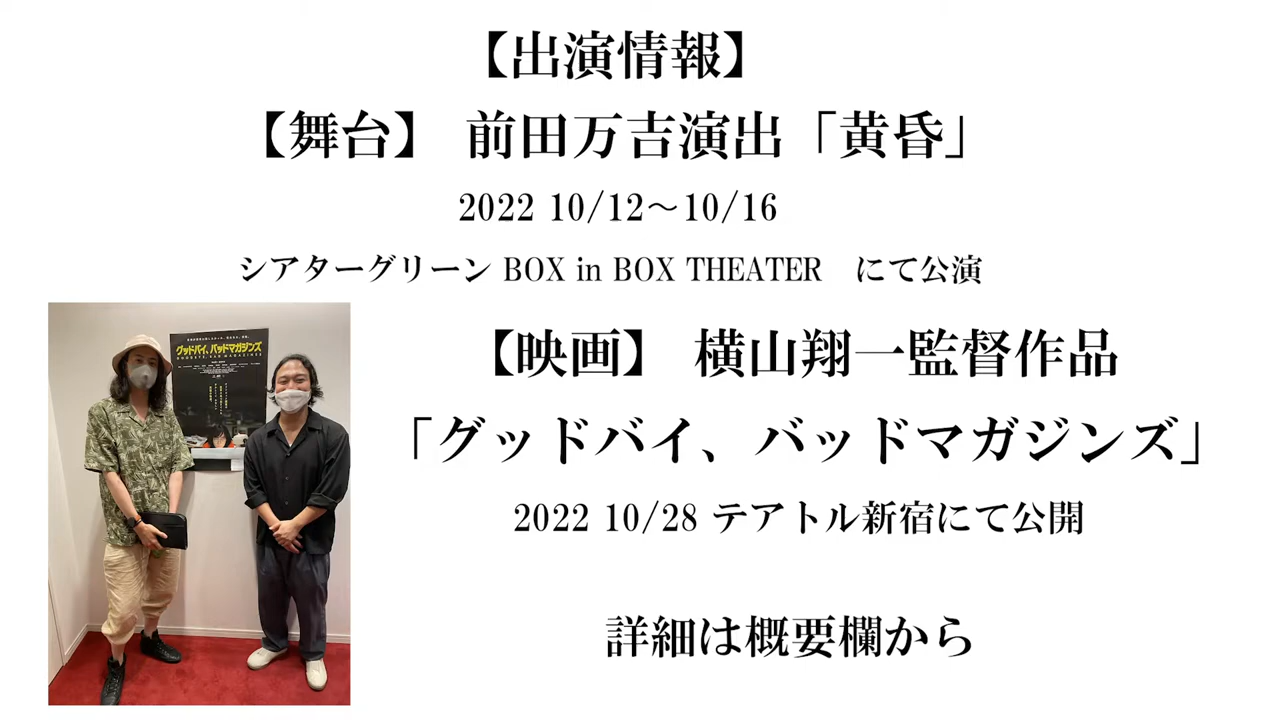 【出演情報】
【舞台】 前田万吉演出「黄昏」
2022 10/12～10/16
シアターグリーン BOX in BOX THEATER にて公演
【映画】 横山翔一監督作品
「グッドバイ、バッドマガジンズ」
2022 10/28 テアトル新宿にて公開
詳細は概要欄から
グッドバイ、バッドマガジンズ